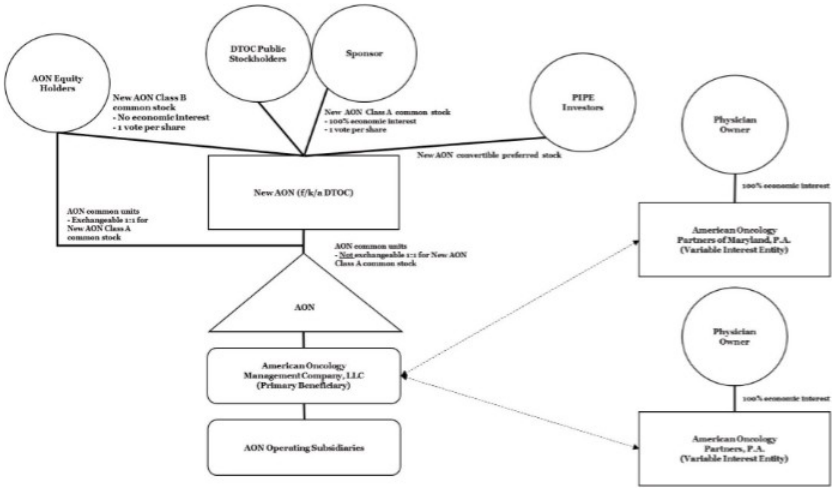 AON Equity
Holders
New AON Class B
common stock
- No economic interest
- 1 vote per share
DTOC Public
Stockholders
Sponsor
New AON Class A common stock
- 100% economic interest
- 1 vote per share
PIPE
Investors
New AON convertible preferred stock
Physician
Owner
100% economic interest
New AON (f/k/a DTOC)
AON common units
- Exchangeable 1:1 for
New AON Class A
common stock
AON common units
- Not exchangeable 1:1 for New AON
Class A common stock
American Oncology
Partners of Maryland, P.A.
(Variable Interest Entity)
AON
Physician
Owner
100% economic interest
American Oncology
Management Company, LLC
(Primary Beneficiary)
AON Operating Subsidiaries
American Oncology
Partners, P.A.
(Variable Interest Entity)